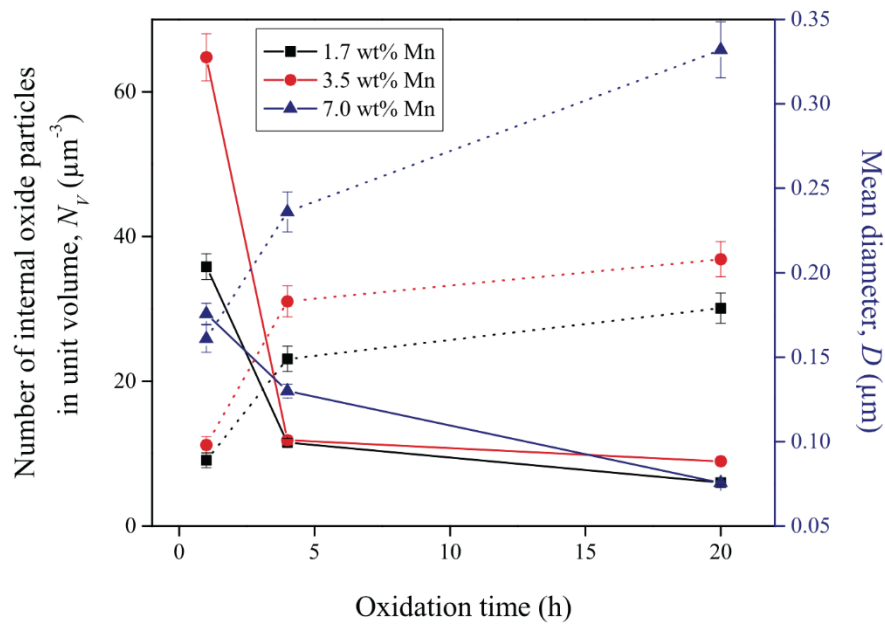 Number of internal oxide particles
in unit volume, N_V (μm⁻³)
60
40
20
0
1.7 wt% Mn
3.5 wt% Mn
7.0 wt% Mn
0.35
0.30
0.25
0.20
0.15
0.10
0.05
Mean diameter, D (μm)
0 5 10 15 20
Oxidation time (h)